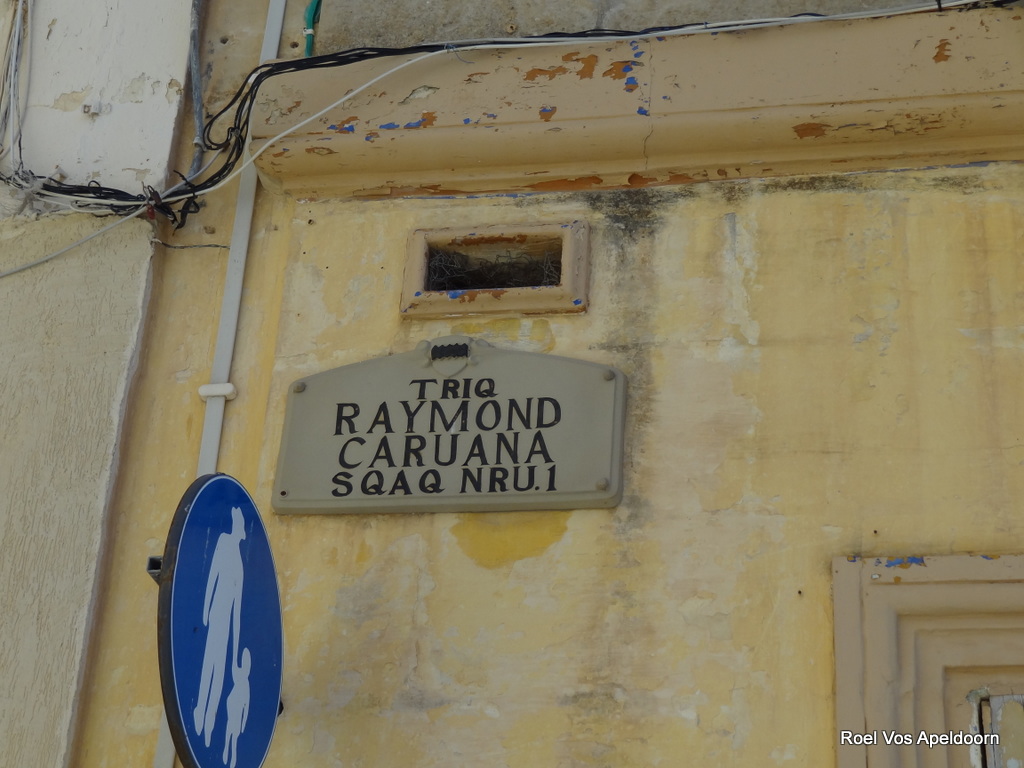 TRIQ
RAYMOND
CARUANA
SQAQ NRU.1
Roel Vos Apeldoorn